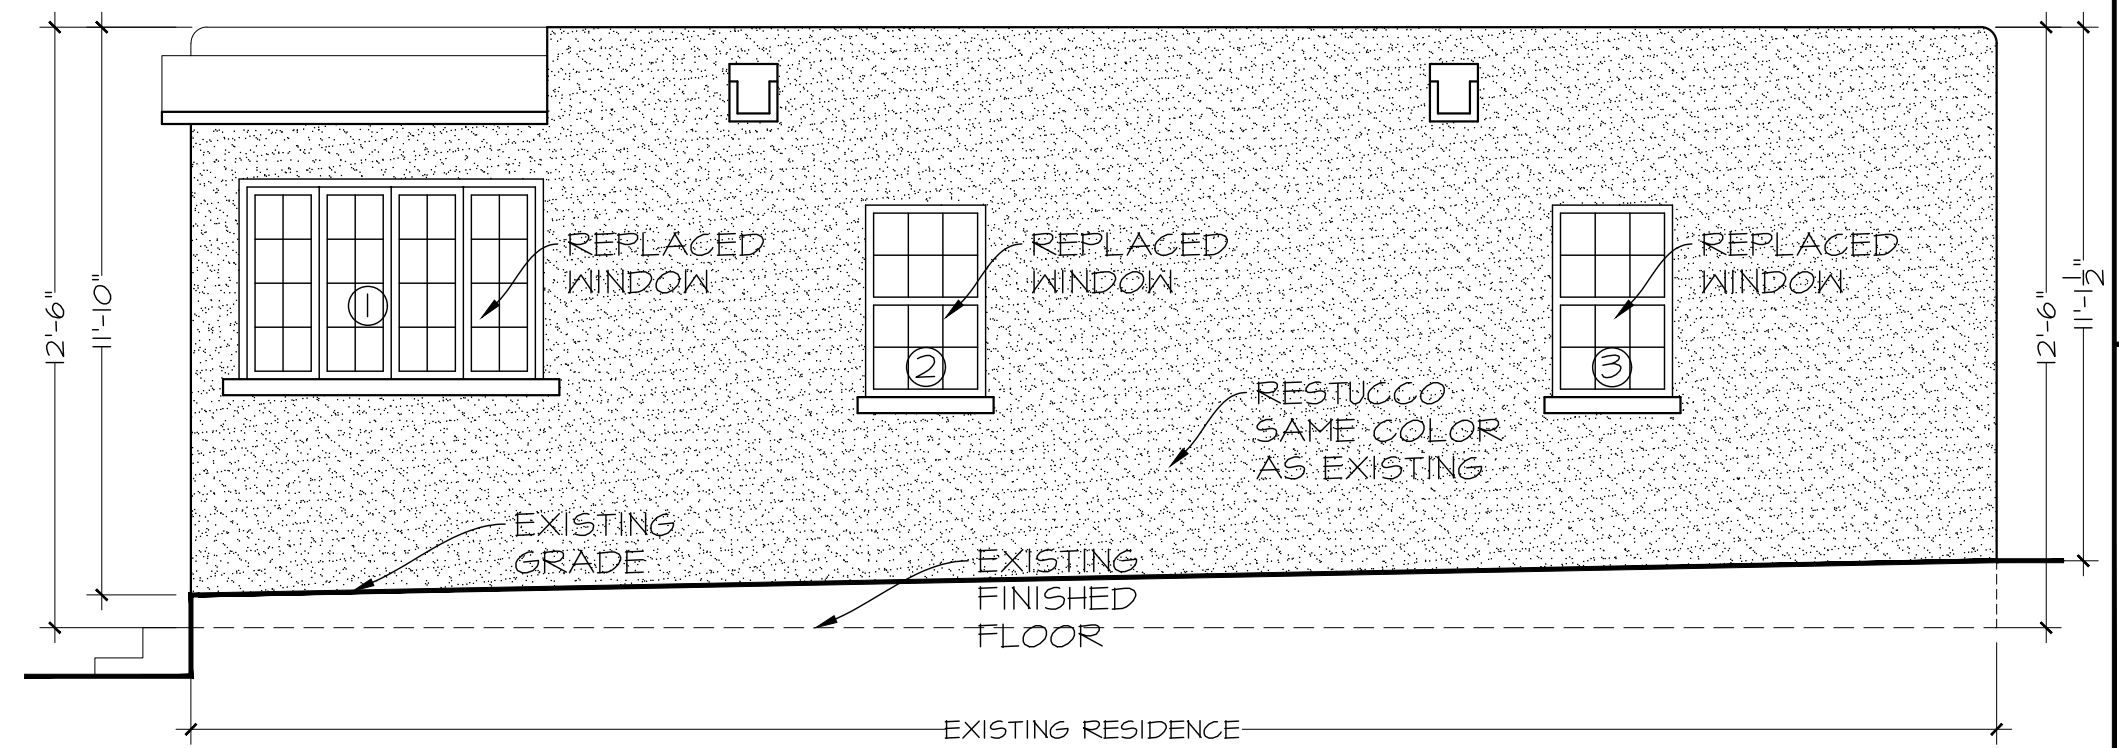 12'-6"
11'-10"
1
REPLACED
WINDOW
2
REPLACED
WINDOW
3
REPLACED
WINDOW
12'-6"
11'-1 1/2"
RESTUCCO
SAME COLOR
AS EXISTING
EXISTING
GRADE
EXISTING
FINISHED
FLOOR
EXISTING RESIDENCE